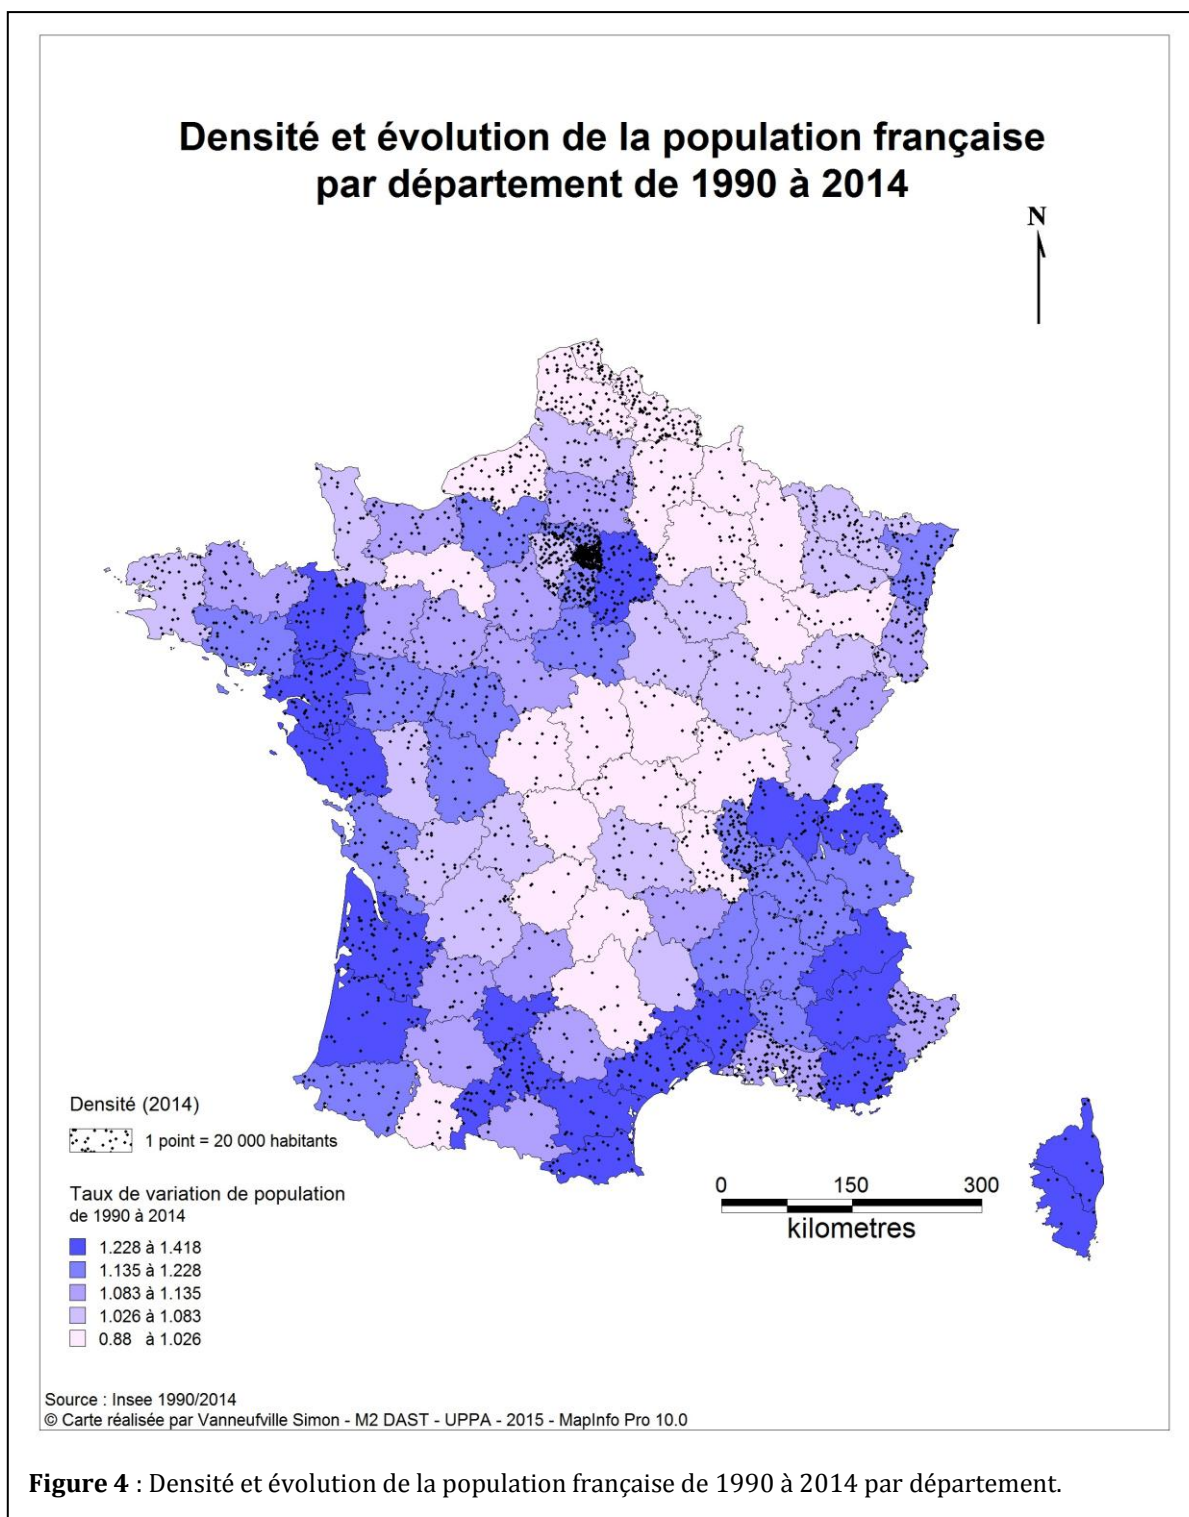 Densité et évolution de la population française
par département de 1990 à 2014
N
Densité (2014)
1 point = 20 000 habitants
Taux de variation de population
de 1990 à 2014
1.228 à 1.418
1.135 à 1.228
1.083 à 1.135
1.026 à 1.083
0.88 à 1.026
0 150 300
kilometres
Source : Insee 1990/2014
© Carte réalisée par Vanneufville Simon - M2 DAST - UPPA - 2015 - MapInfo Pro 10.0
Figure 4 : Densité et évolution de la population française de 1990 à 2014 par département.